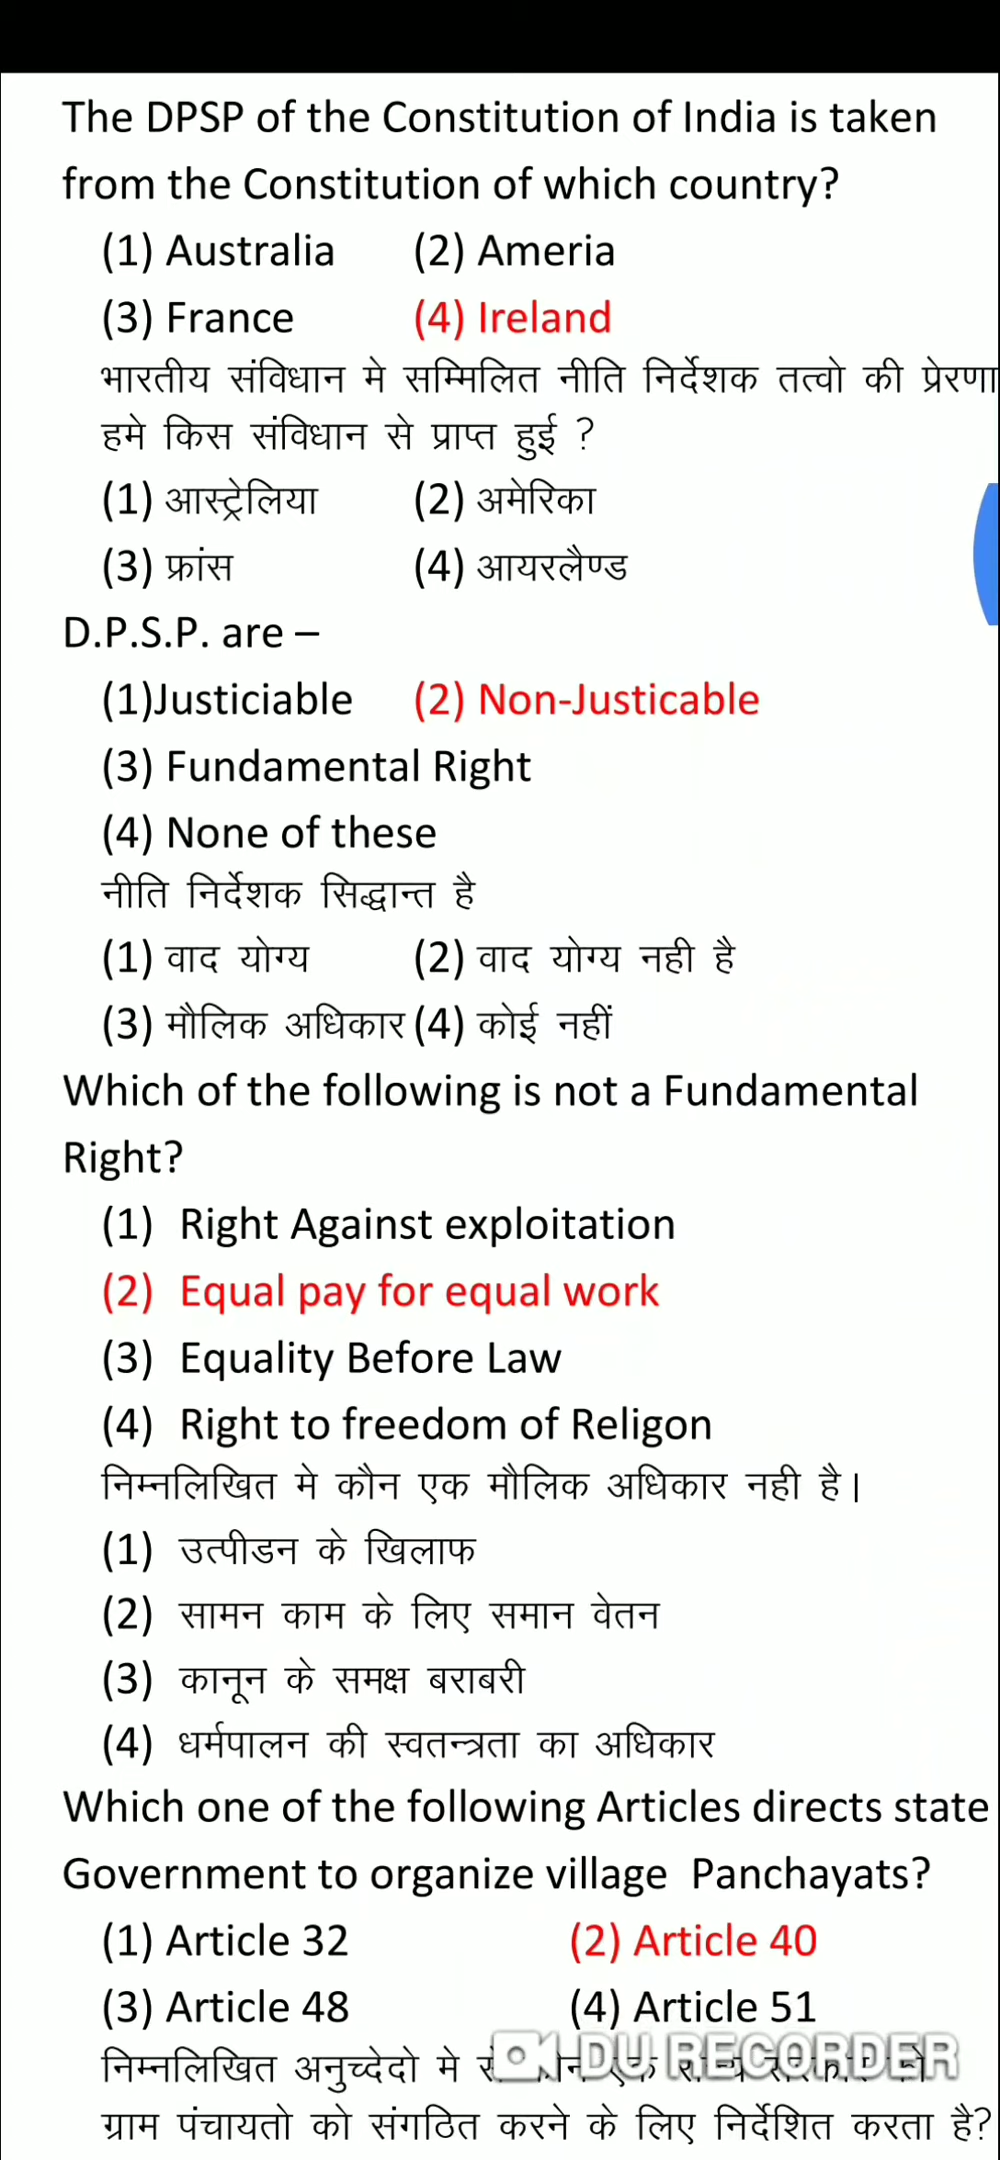 The DPSP of the Constitution of India is taken
from the Constitution of which country?
(1) Australia (2) Ameria
(3) France (4) Ireland
भारतीय संविधान मे सम्मिलित नीति निर्देशक तत्वो की प्रेरणा
हमे किस संविधान से प्राप्त हुई ?
(1) आस्ट्रेलिया (2) अमेरिका
(3) फ्रांस (4) आयरलैण्ड
D.P.S.P. are –
(1)Justiciable (2) Non-Justicable
(3) Fundamental Right
(4) None of these
नीति निर्देशक सिद्धान्त है
(1) वाद योग्य (2) वाद योग्य नही है
(3) मौलिक अधिकार (4) कोई नहीं
Which of the following is not a Fundamental
Right?
(1) Right Against exploitation
(2) Equal pay for equal work
(3) Equality Before Law
(4) Right to freedom of Religon
निम्नलिखित मे कौन एक मौलिक अधिकार नही है।
(1) उत्पीडन के खिलाफ
(2) सामन काम के लिए समान वेतन
(3) कानून के समक्ष बराबरी
(4) धर्मपालन की स्वतन्त्रता का अधिकार
Which one of the following Articles directs state
Government to organize village Panchayats?
(1) Article 32 (2) Article 40
(3) Article 48 (4) Article 51
निम्नलिखित अनुच्देदो मे एक
DU RECORDER
ग्राम पंचायतो को संगठित करने के लिए निर्देशित करता है?